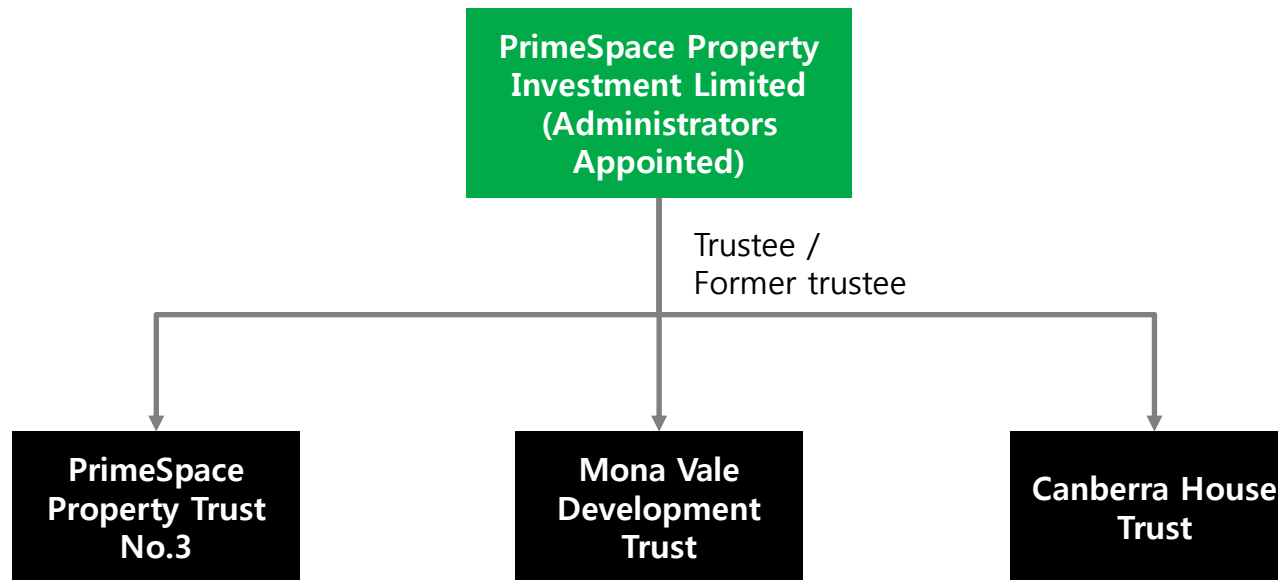 PrimeSpace Property
Investment Limited
(Administrators
Appointed)
Trustee /
Former trustee
PrimeSpace
Property Trust
No.3
Mona Vale
Development
Trust
Canberra House
Trust